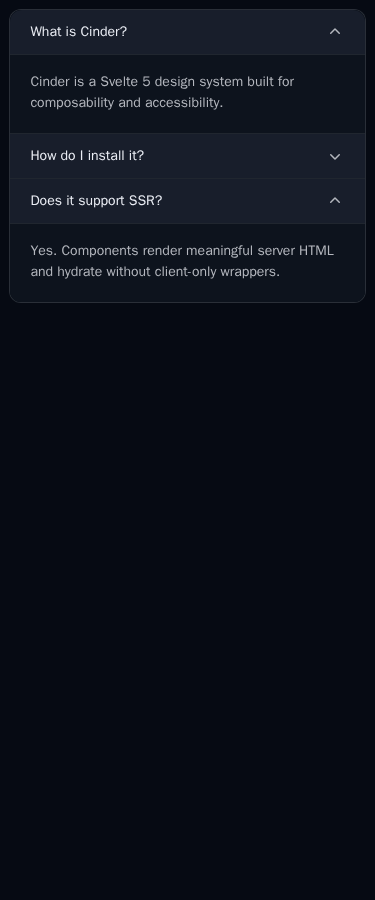 What is Cinder?
Cinder is a Svelte 5 design system built for
composability and accessibility.
How do I install it?
Does it support SSR?
Yes. Components render meaningful server HTML
and hydrate without client-only wrappers.